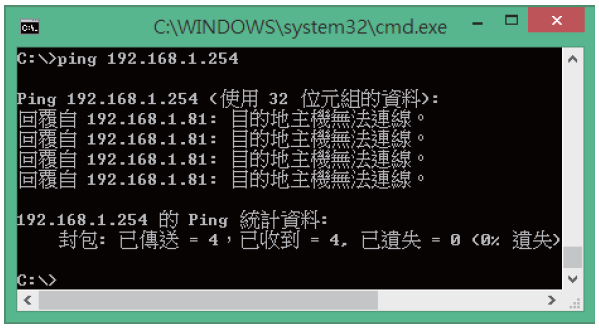 C:\WINDOWS\system32\cmd.exe
C:\>ping 192.168.1.254
Ping 192.168.1.254 (使用 32 位元組的資料):
回覆自 192.168.1.81: 目的地主機無法連線。
回覆自 192.168.1.81: 目的地主機無法連線。
回覆自 192.168.1.81: 目的地主機無法連線。
回覆自 192.168.1.81: 目的地主機無法連線。
192.168.1.254 的 Ping 統計資料:
封包: 已傳送 = 4，已收到 = 4, 已遺失 = 0 (0% 遺失)
C:\>